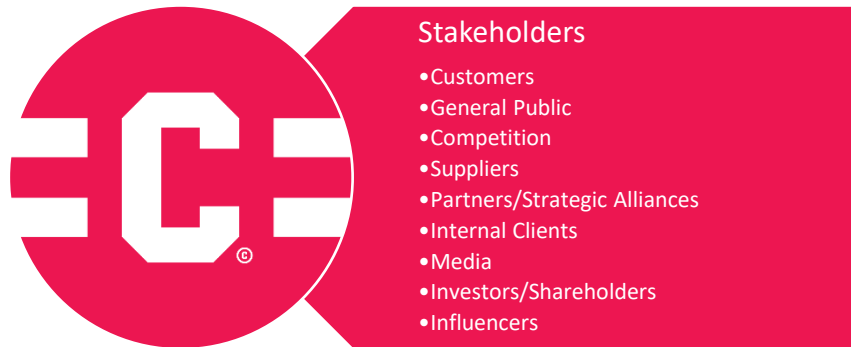 C
©
Stakeholders
•Customers
•General Public
•Competition
•Suppliers
•Partners/Strategic Alliances
•Internal Clients
•Media
•Investors/Shareholders
•Influencers